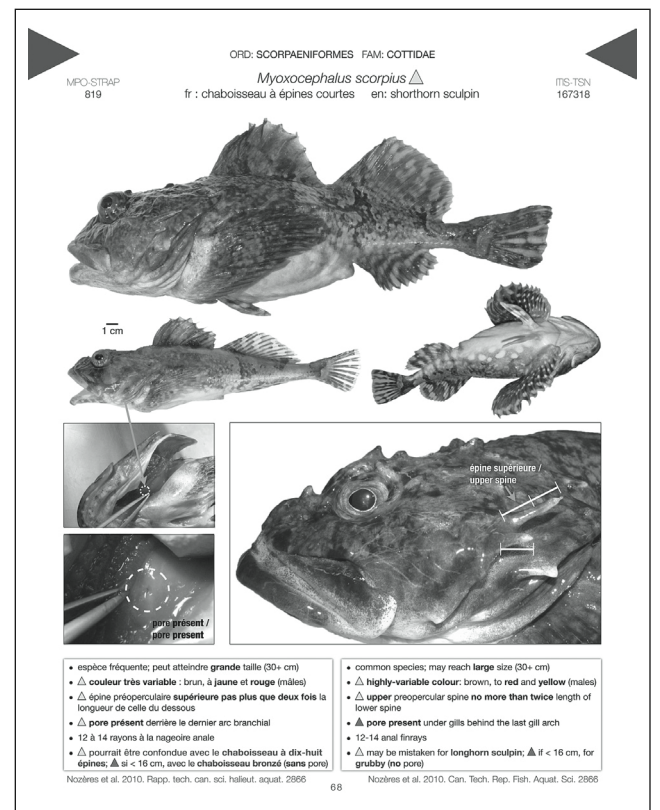 ORD: SCORPAENIFORMES FAM: COTTIDAE
MPO-STRAP
819
Myoxocephalus scorpius △
fr : chaboisseau à épines courtes en: shorthorn sculpin
ITIS-TSN
167318
1 cm
épine supérieure /
upper spine
pore présent /
pore present
• espèce fréquente; peut atteindre grande taille (30+ cm)
• △ couleur très variable : brun, à jaune et rouge (mâles)
• △ épine préoperculaire supérieure pas plus que deux fois la
longueur de celle du dessous
• △ pore présent derrière le dernier arc branchial
• 12 à 14 rayons à la nageoire anale
• △ pourrait être confondue avec le chaboisseau à dix-huit
épines; ▲ si < 16 cm, avec le chaboisseau bronzé (sans pore)
• common species; may reach large size (30+ cm)
• △ highly-variable colour: brown, to red and yellow (males)
• △ upper preopercular spine no more than twice length of
lower spine
• ▲ pore present under gills behind the last gill arch
• 12-14 anal finrays
• △ may be mistaken for longhorn sculpin; ▲ if < 16 cm, for
grubby (no pore)
Nozères et al. 2010. Rapp. tech. can. sci. halieut. aquat. 2866
Nozères et al. 2010. Can. Tech. Rep. Fish. Aquat. Sci. 2866
68